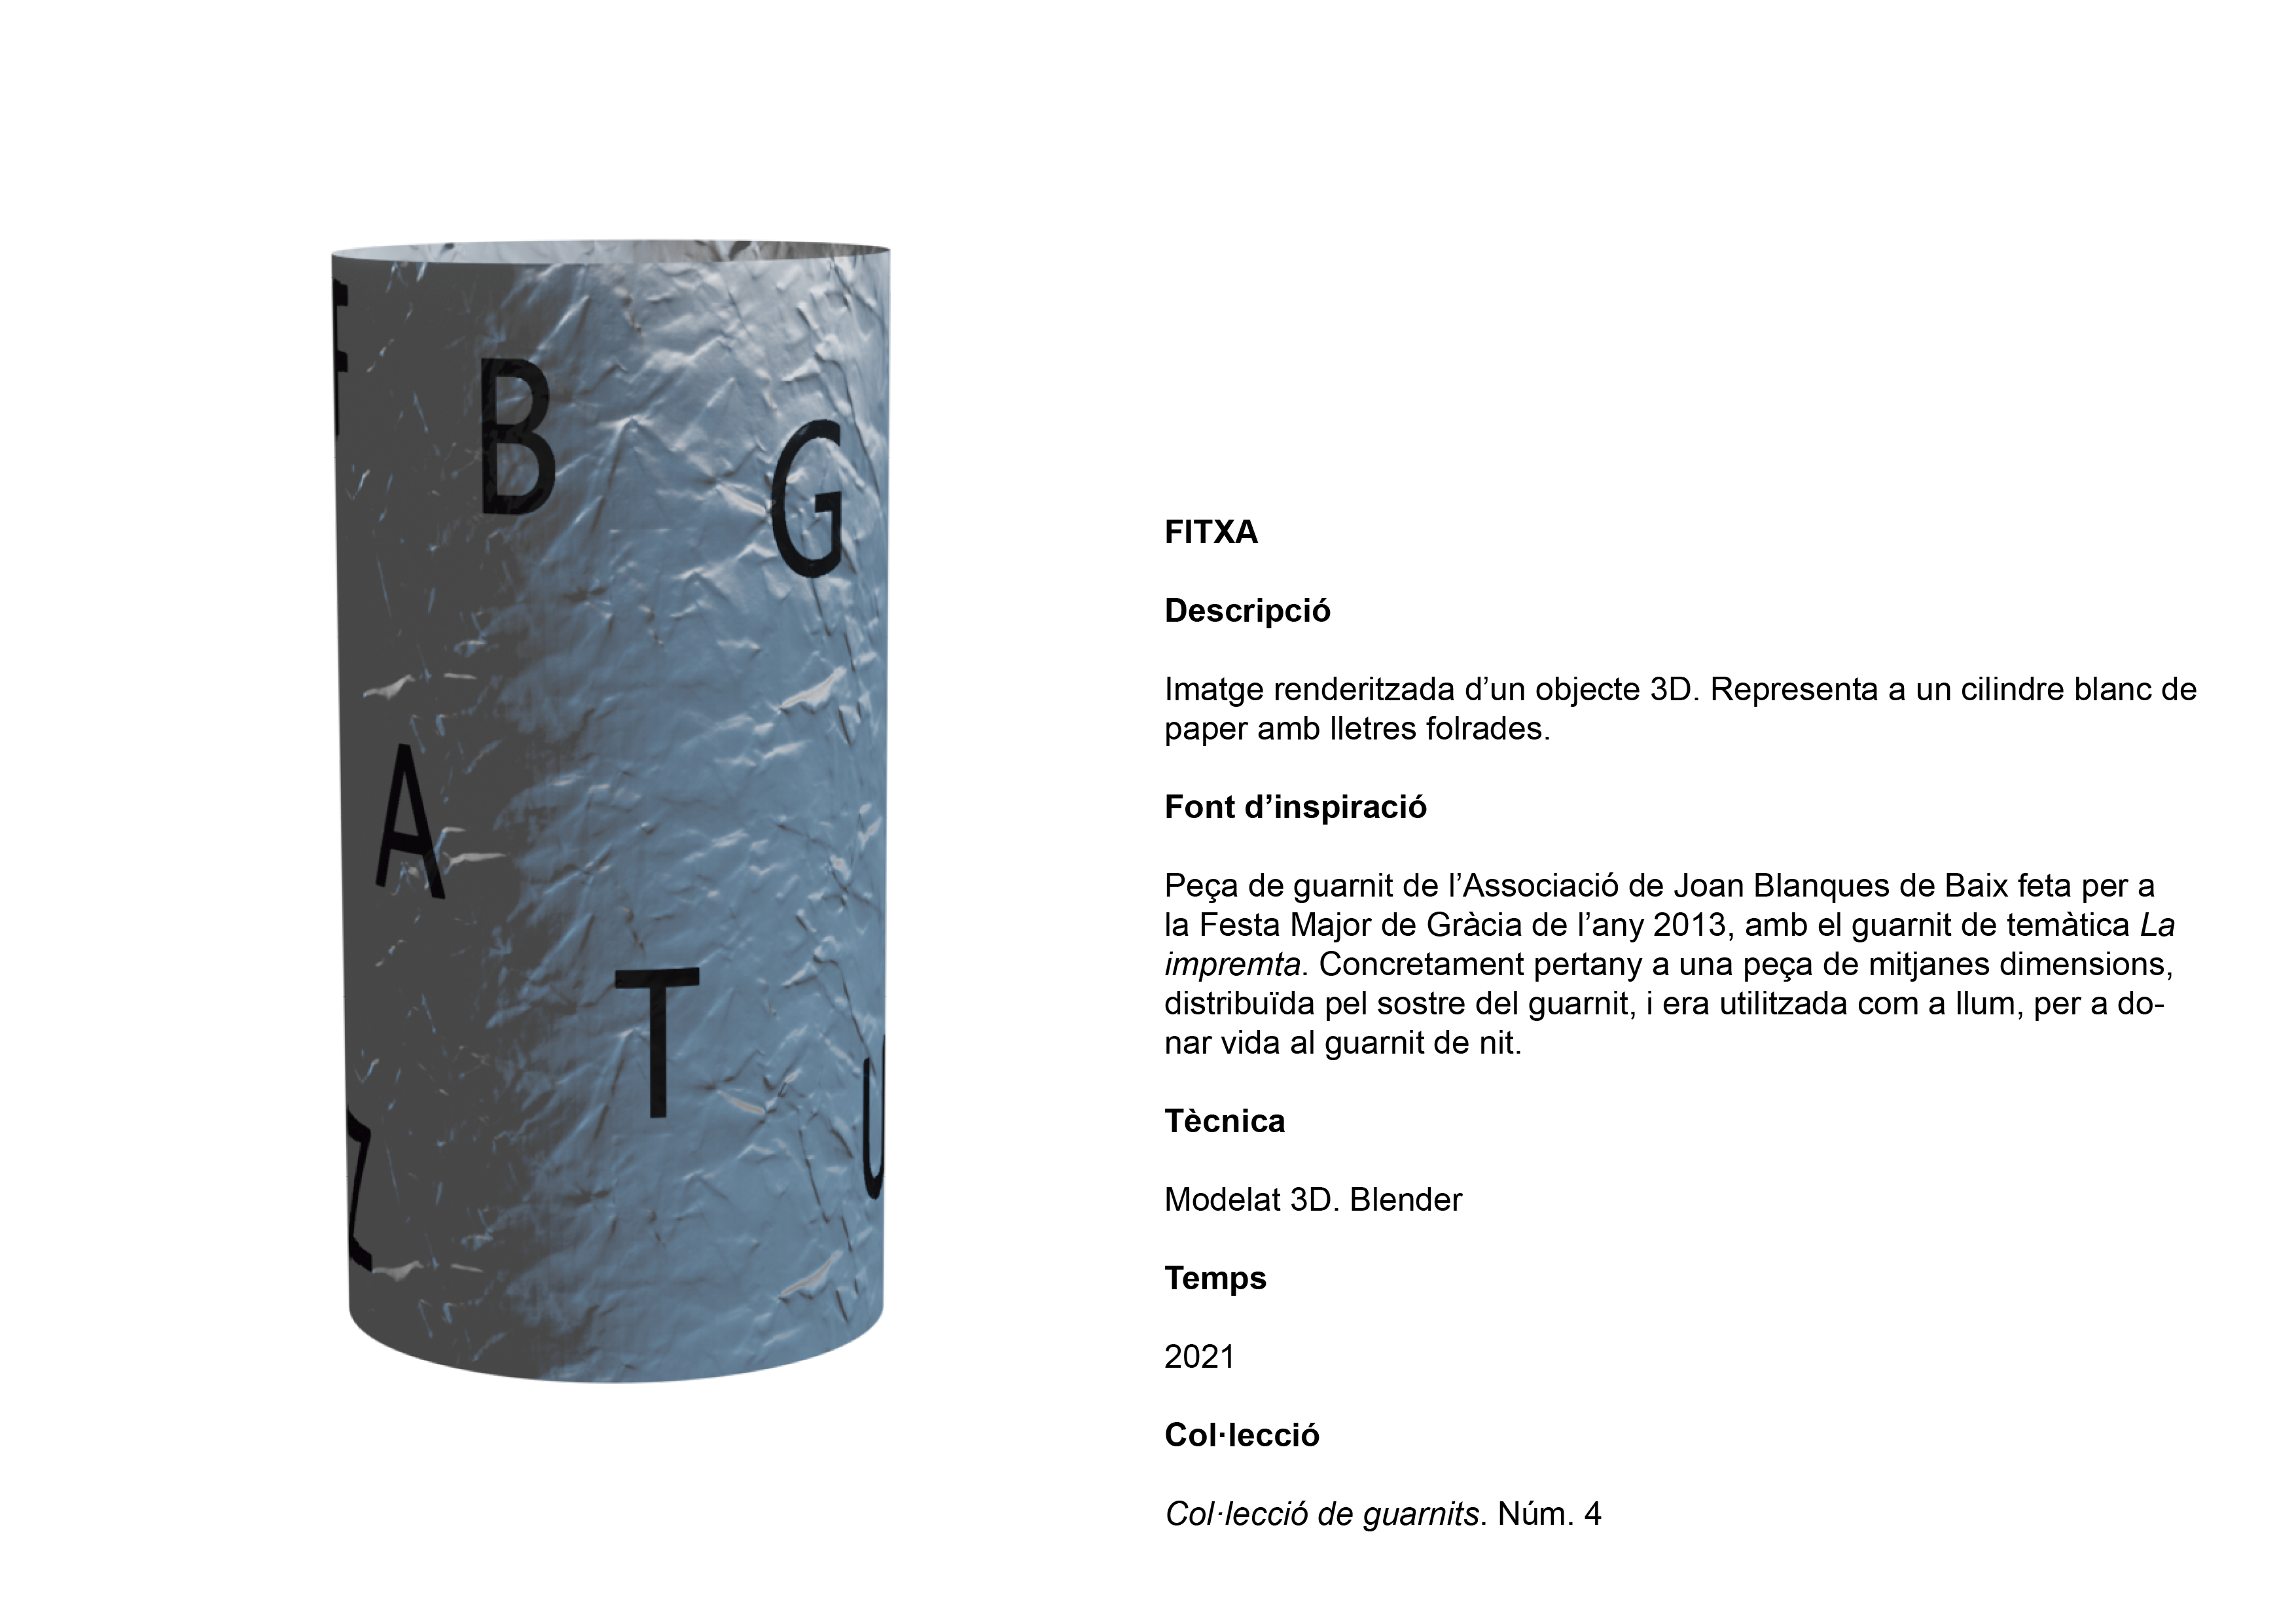 B
G
A
T
U
Z
FITXA
Descripció
Imatge renderitzada d’un objecte 3D. Representa a un cilindre blanc de
paper amb lletres folrades.
Font d’inspiració
Peça de guarnit de l’Associació de Joan Blanques de Baix feta per a
la Festa Major de Gràcia de l’any 2013, amb el guarnit de temàtica La
impremta. Concretament pertany a una peça de mitjanes dimensions,
distribuïda pel sostre del guarnit, i era utilitzada com a llum, per a do-
nar vida al guarnit de nit.
Tècnica
Modelat 3D. Blender
Temps
2021
Col·lecció
Col·lecció de guarnits. Núm. 4